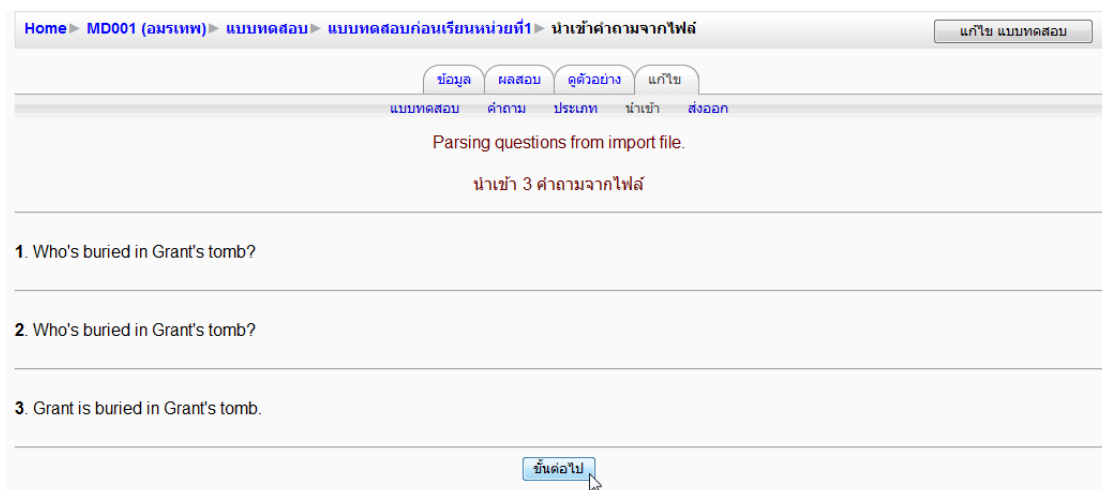 Home► MD001 (อมรเทพ)► แบบทดสอบ► แบบทดสอบก่อนเรียนหน่วยที่1► นำเข้าคำถามจากไฟล์ แก้ไข แบบทดสอบ
ข้อมูล ผลสอบ ดูตัวอย่าง แก้ไข
แบบทดสอบ คำถาม ประเภท นำเข้า ส่งออก
Parsing questions from import file.
นำเข้า 3 คำถามจากไฟล์
1. Who's buried in Grant's tomb?
2. Who's buried in Grant's tomb?
3. Grant is buried in Grant's tomb.
ขั้นต่อไป